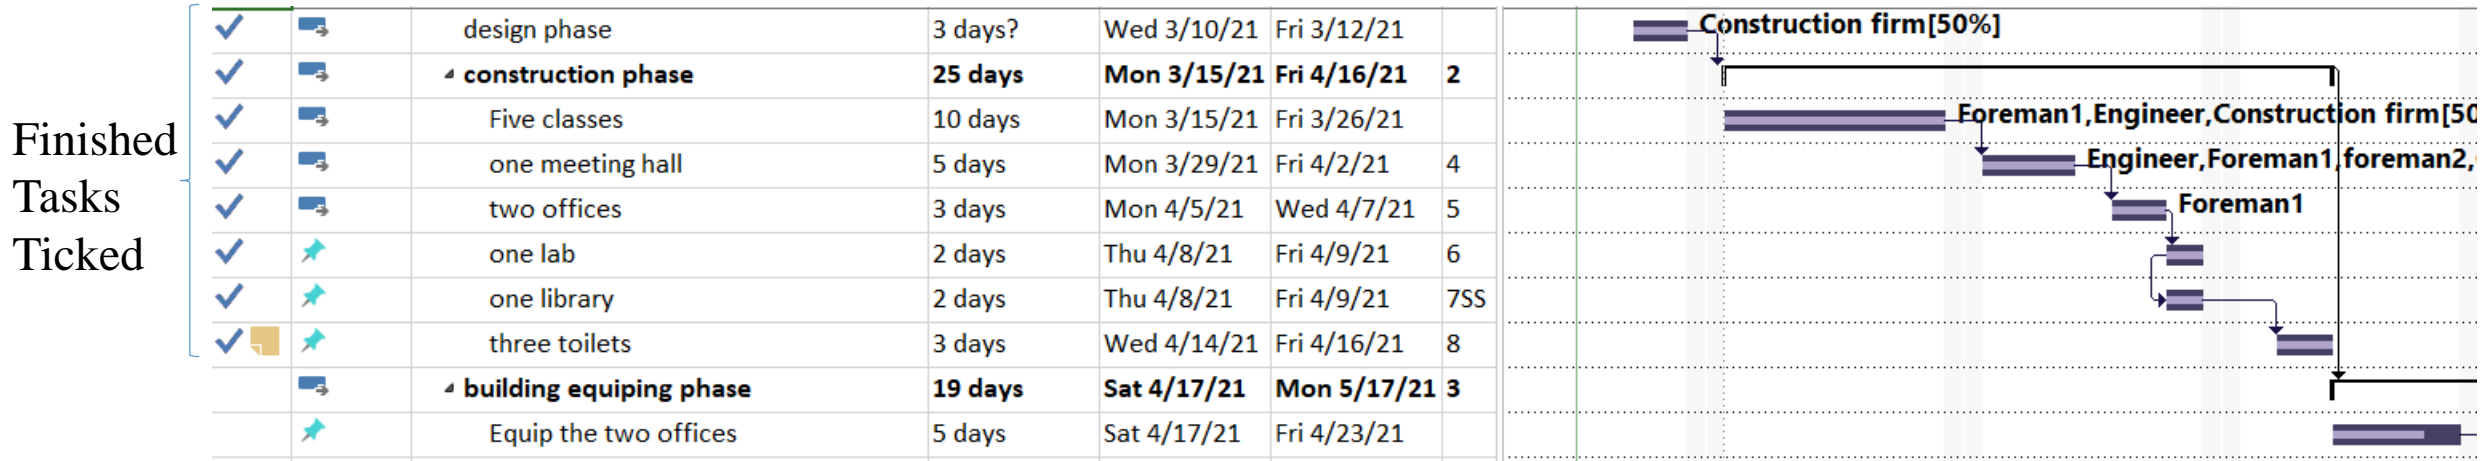 Finished
Tasks
Ticked
design phase 3 days? Wed 3/10/21 Fri 3/12/21 Construction firm[50%]
construction phase 25 days Mon 3/15/21 Fri 4/16/21 2
Five classes 10 days Mon 3/15/21 Fri 3/26/21 Foreman1,Engineer,Construction firm[50
one meeting hall 5 days Mon 3/29/21 Fri 4/2/21 4 Engineer,Foreman1,foreman2,
two offices 3 days Mon 4/5/21 Wed 4/7/21 5 Foreman1
one lab 2 days Thu 4/8/21 Fri 4/9/21 6
one library 2 days Thu 4/8/21 Fri 4/9/21 7SS
three toilets 3 days Wed 4/14/21 Fri 4/16/21 8
building equiping phase 19 days Sat 4/17/21 Mon 5/17/21 3
Equip the two offices 5 days Sat 4/17/21 Fri 4/23/21